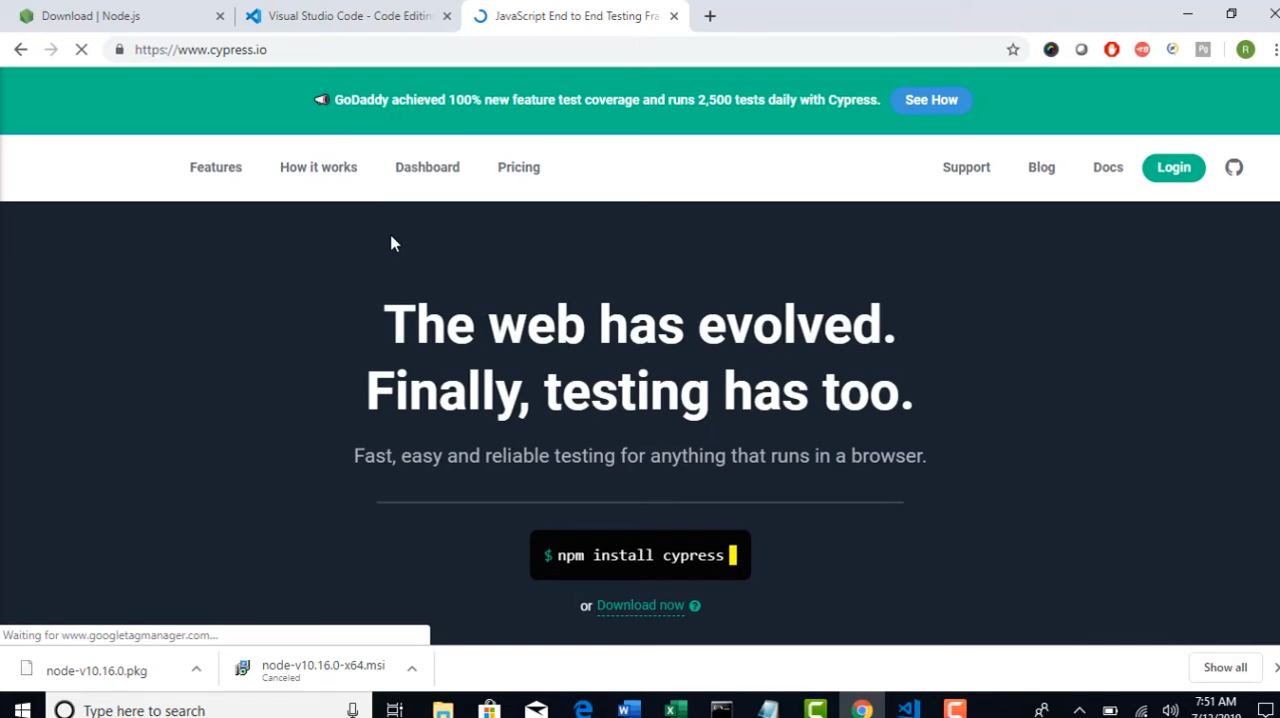 Download | Node.js
Visual Studio Code - Code Editin
JavaScript End to End Testing Fra
https://www.cypress.io
R
GoDaddy achieved 100% new feature test coverage and runs 2,500 tests daily with Cypress.
See How
Features
How it works
Dashboard
Pricing
Support
Blog
Docs
Login
The web has evolved.
Finally, testing has too.
Fast, easy and reliable testing for anything that runs in a browser.
$ npm install cypress
or Download now ?
Waiting for www.googletagmanager.com...
node-v10.16.0.pkg
node-v10.16.0-x64.msi
Canceled
Show all
Type here to search
7:51 AM